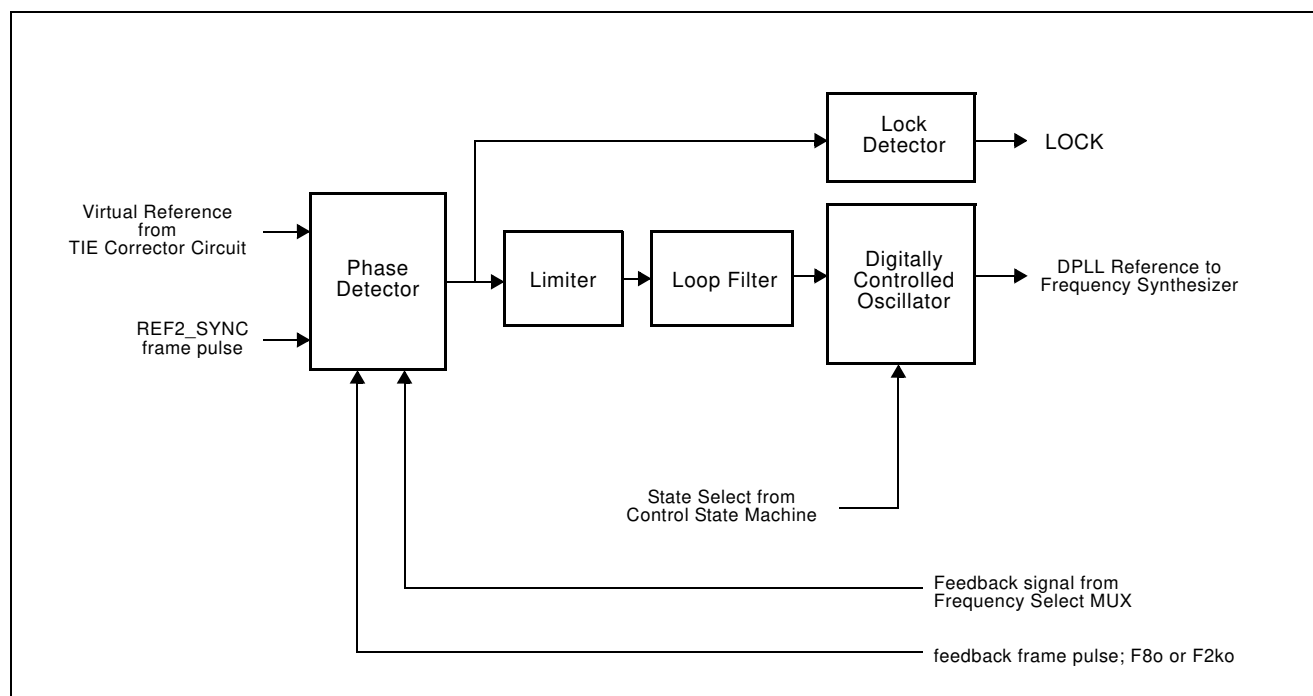 Lock
Detector
LOCK
Virtual Reference
from
TIE Corrector Circuit
Phase
Detector
Limiter
Loop Filter
Digitally
Controlled
Oscillator
DPLL Reference to
Frequency Synthesizer
REF2_SYNC
frame pulse
State Select from
Control State Machine
Feedback signal from
Frequency Select MUX
feedback frame pulse; F8o or F2ko